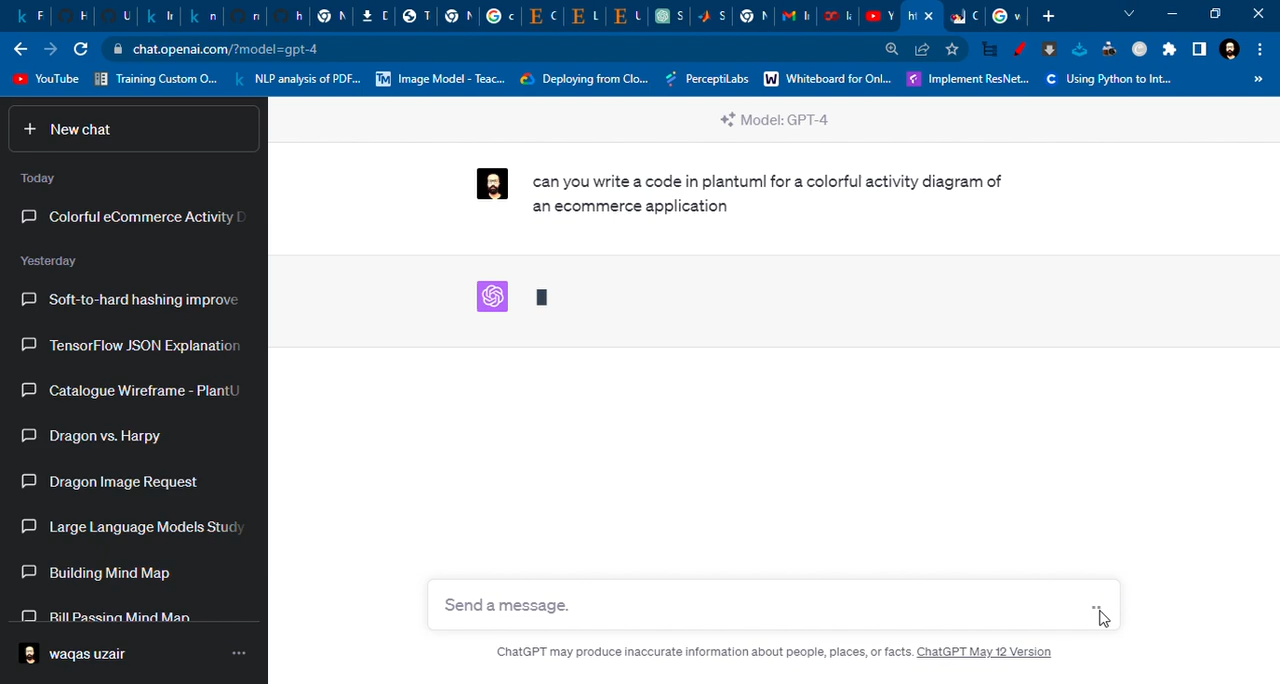 chat.openai.com/?model=gpt-4
YouTube
Training Custom O...
NLP analysis of PDF...
Image Model - Teac...
Deploying from Clo...
PerceptiLabs
Whiteboard for Onl...
Implement ResNet...
Using Python to Int...
New chat
Today
Colorful eCommerce Activity D
Yesterday
Soft-to-hard hashing improve
TensorFlow JSON Explanation
Catalogue Wireframe - PlantU
Dragon vs. Harpy
Dragon Image Request
Large Language Models Study
Building Mind Map
Bill Passing Mind Map
waqas uzair
Model: GPT-4
can you write a code in plantuml for a colorful activity diagram of
an ecommerce application
Send a message.
ChatGPT may produce inaccurate information about people, places, or facts. ChatGPT May 12 Version